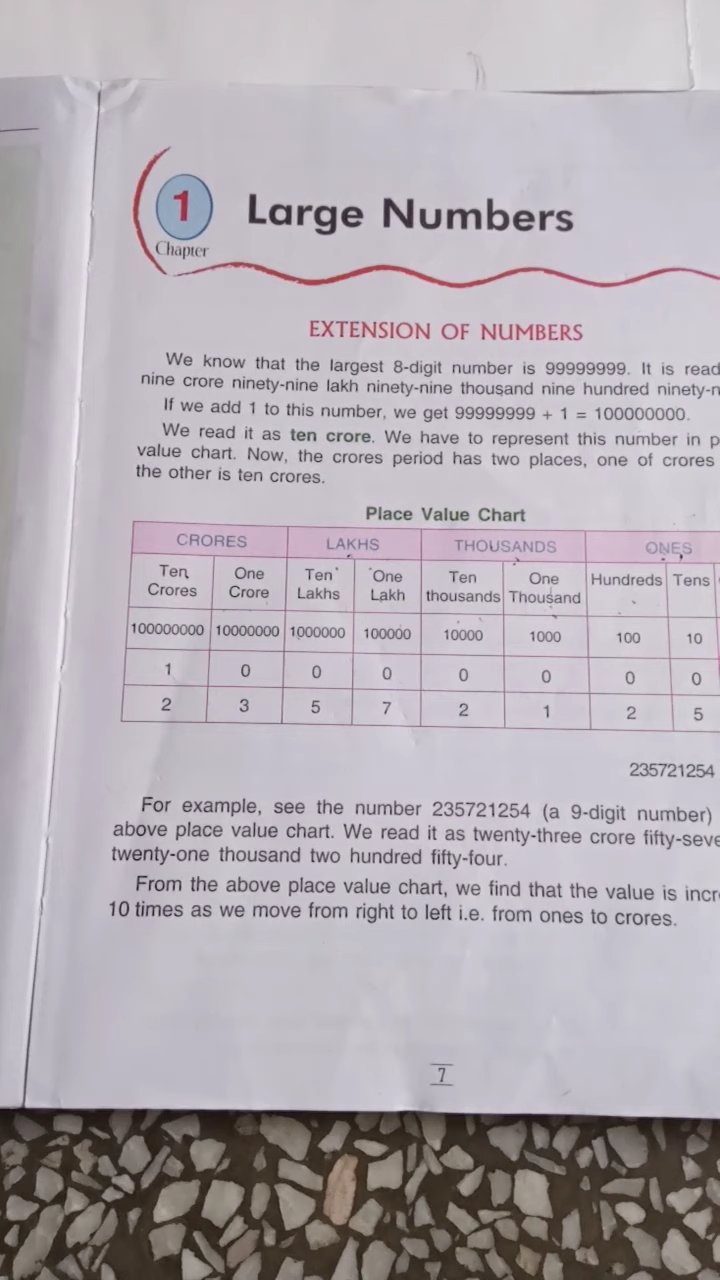 1
Chapter
Large Numbers
EXTENSION OF NUMBERS
We know that the largest 8-digit number is 99999999. It is read
nine crore ninety-nine lakh ninety-nine thousand nine hundred ninety-n
If we add 1 to this number, we get 99999999 + 1 = 100000000.
We read it as ten crore. We have to represent this number in p
value chart. Now, the crores period has two places, one of crores
the other is ten crores.
Place Value Chart
CRORES LAKHS THOUSANDS ONES
Ten Crores One Crore Ten Lakhs One Lakh Ten thousands One Thousand Hundreds Tens
100000000 10000000 1000000 100000 10000 1000 100 10
1 0 0 0 0 0 0 0
2 3 5 7 2 1 2 5
235721254
For example, see the number 235721254 (a 9-digit number)
above place value chart. We read it as twenty-three crore fifty-seve
twenty-one thousand two hundred fifty-four.
From the above place value chart, we find that the value is incr
10 times as we move from right to left i.e. from ones to crores.
7